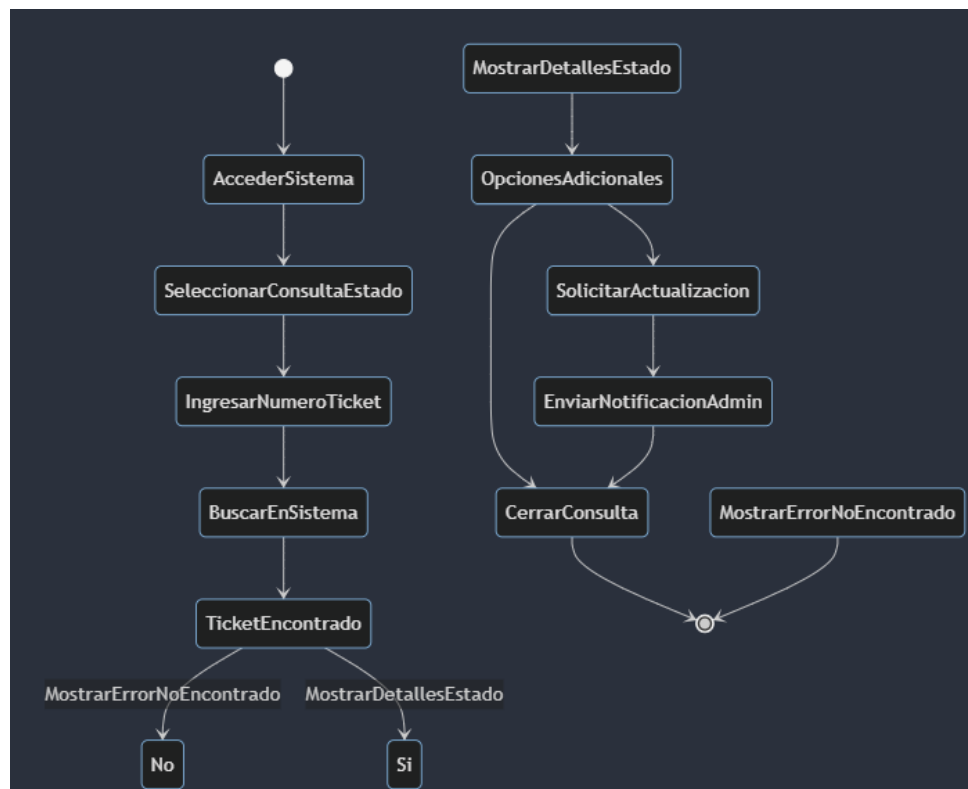 AccederSistema
SeleccionarConsultaEstado
IngresarNumeroTicket
BuscarEnSistema
TicketEncontrado
MostrarErrorNoEncontrado
MostrarDetallesEstado
No
Si
MostrarDetallesEstado
OpcionesAdicionales
SolicitarActualizacion
EnviarNotificacionAdmin
CerrarConsulta
MostrarErrorNoEncontrado